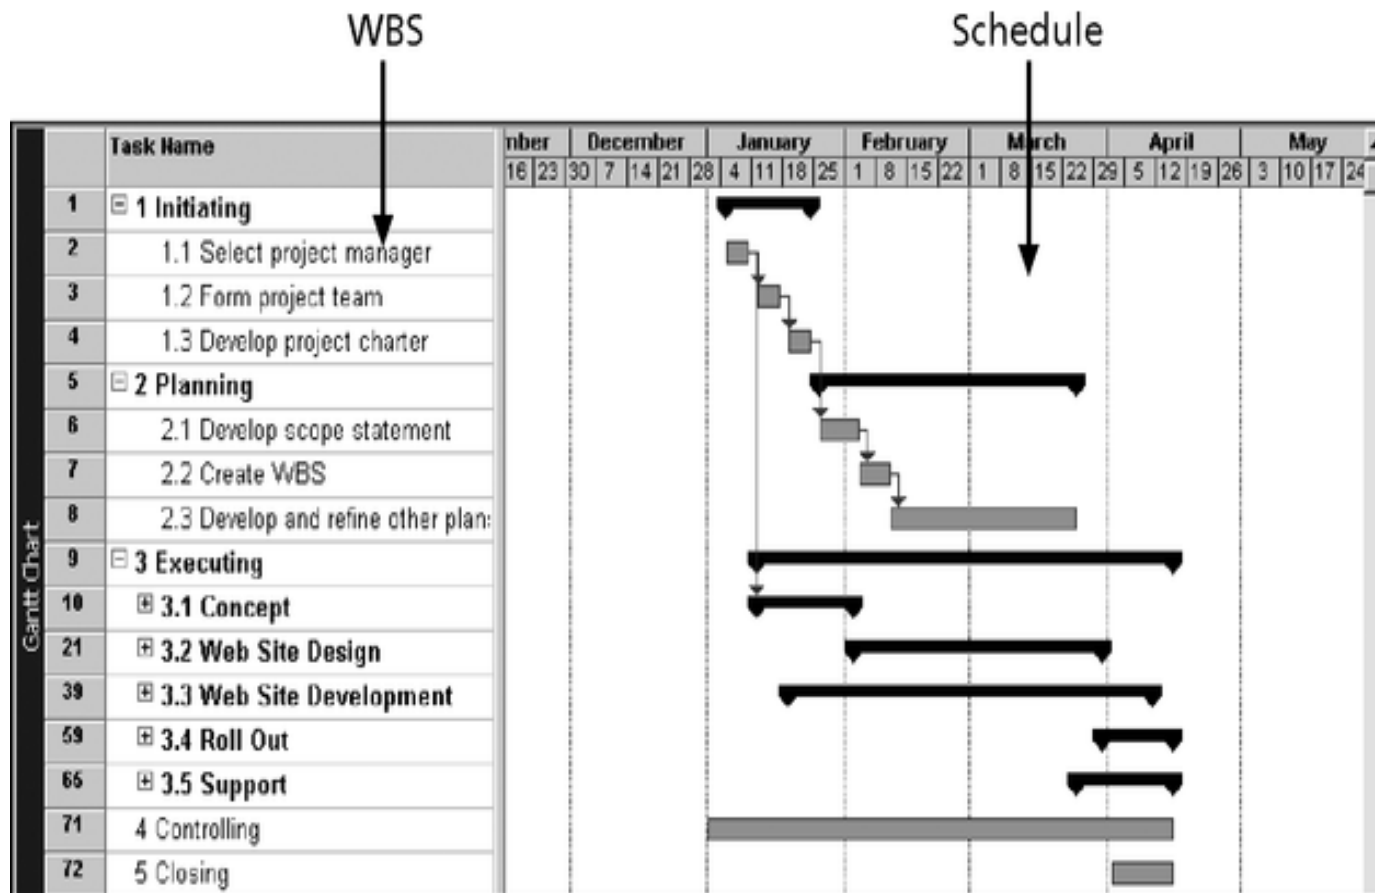 WBS Schedule
Task Name mber December January February March April May
16 23 30 7 14 21 28 4 11 18 25 1 8 15 22 1 8 15 22 29 5 12 19 26 3 10 17 24
1 1 Initiating
2 1.1 Select project manager
3 1.2 Form project team
4 1.3 Develop project charter
5 2 Planning
6 2.1 Develop scope statement
7 2.2 Create WBS
8 2.3 Develop and refine other plans
9 3 Executing
10 3.1 Concept
21 3.2 Web Site Design
39 3.3 Web Site Development
59 3.4 Roll Out
66 3.5 Support
71 4 Controlling
72 5 Closing
Gantt Chart